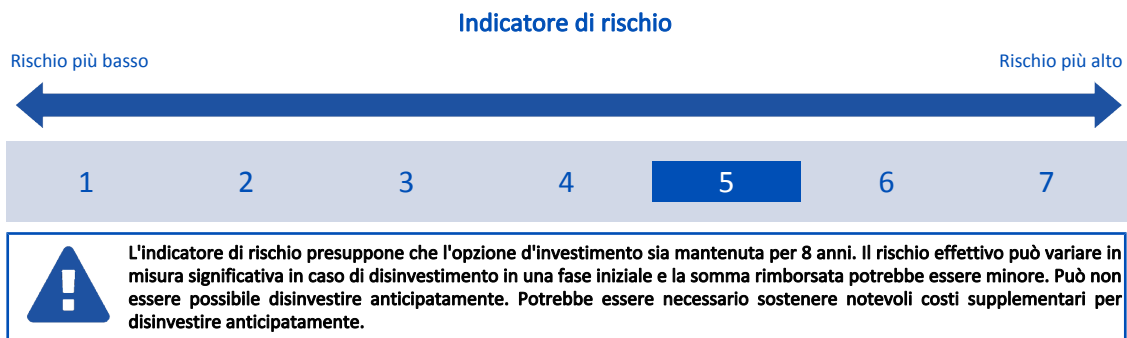 Indicatore di rischio
Rischio più basso Rischio più alto
1 2 3 4 5 6 7
L'indicatore di rischio presuppone che l'opzione d'investimento sia mantenuta per 8 anni. Il rischio effettivo può variare in
misura significativa in caso di disinvestimento in una fase iniziale e la somma rimborsata potrebbe essere minore. Può non
essere possibile disinvestire anticipatamente. Potrebbe essere necessario sostenere notevoli costi supplementari per
disinvestire anticipatamente.